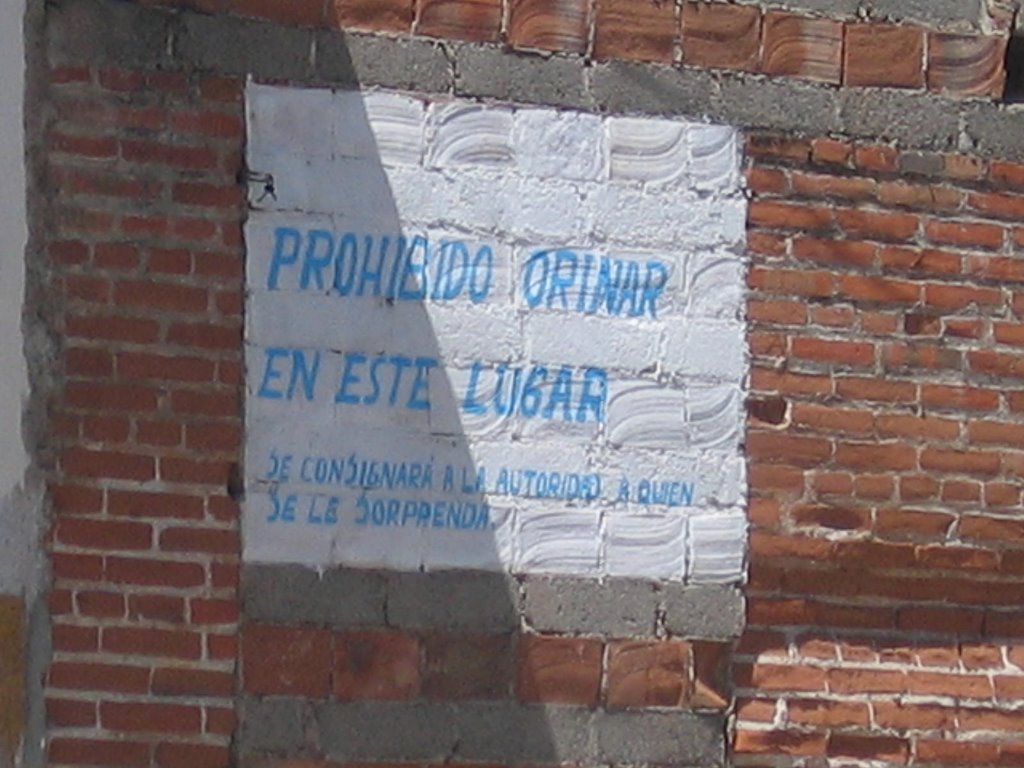 PROHIBIDO ORINAR
EN ESTE LUGAR
SE CONSIGNARÁ A LA AUTORIDAD A QUIEN
SE LE SORPRENDA.